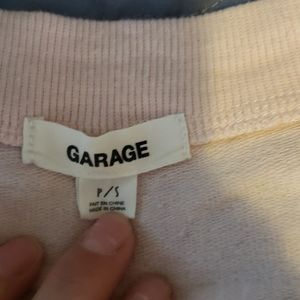 GARAGE
P/S
FAIT EN CHINE
MADE IN CHINA